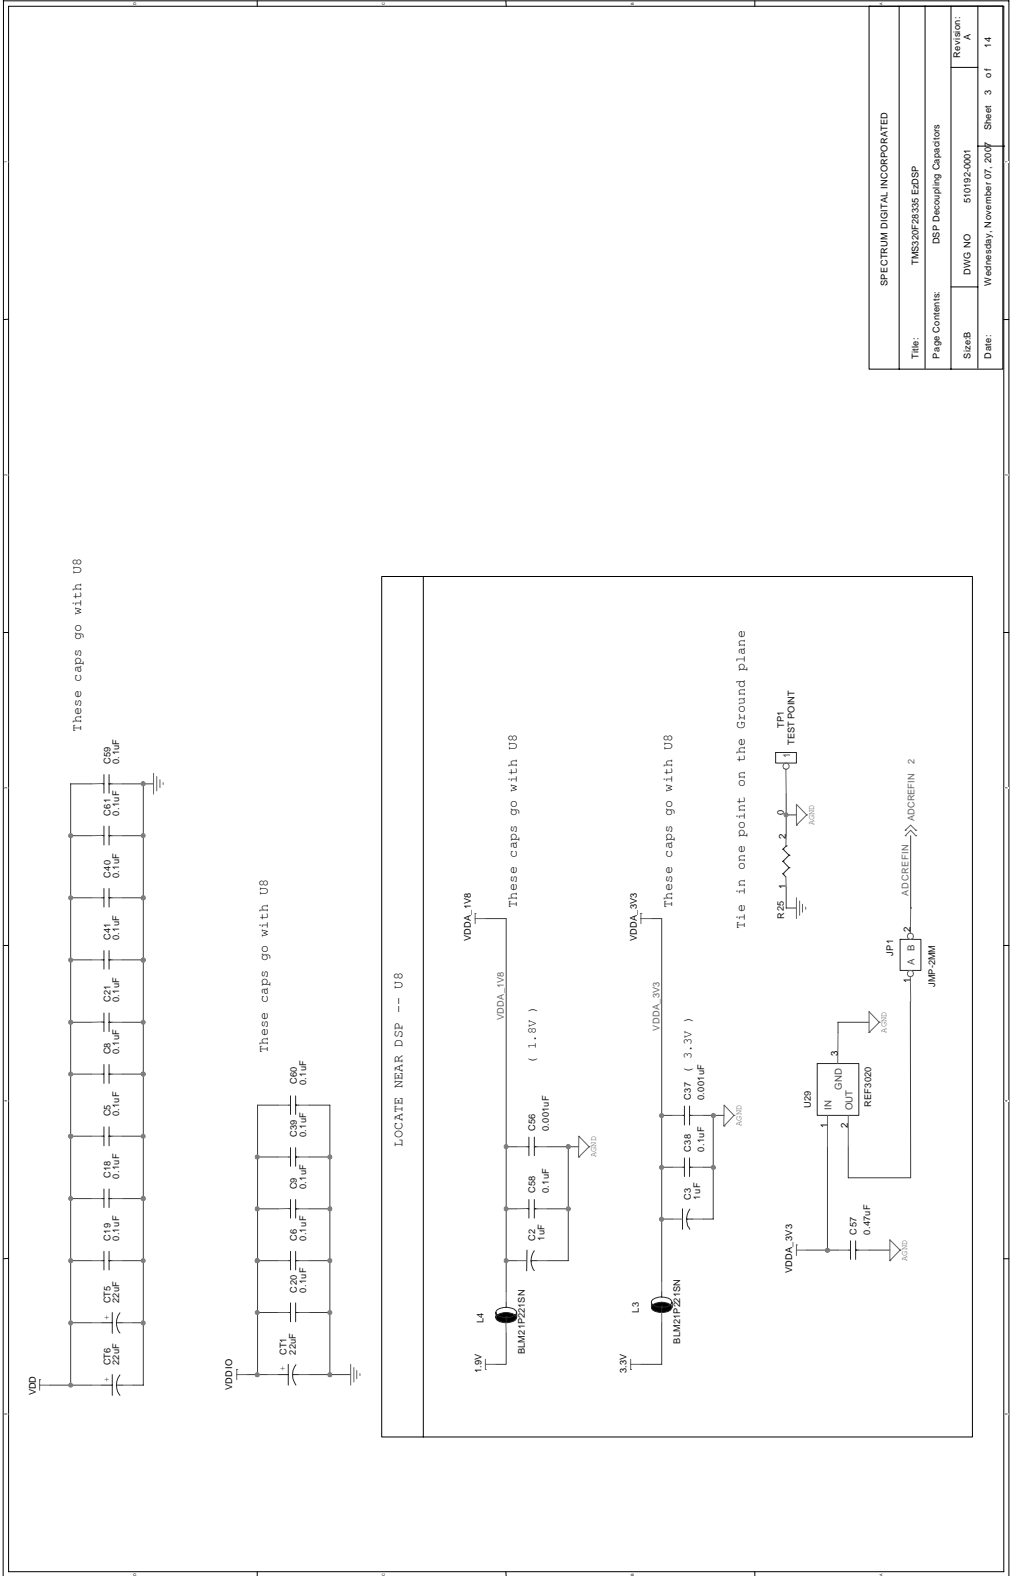 VDD
CT6
22uF
+
CT5
22uF
+
C19
0.1uF
C18
0.1uF
C5
0.1uF
C8
0.1uF
C21
0.1uF
C41
0.1uF
C40
0.1uF
C61
0.1uF
C59
0.1uF
These caps go with U8
VDDIO
CT1
22uF
+
C20
0.1uF
C6
0.1uF
C9
0.1uF
C39
0.1uF
C60
0.1uF
These caps go with U8
LOCATE NEAR DSP -- U8
1.9V
L4
BLM21P221SN
C2
1uF
C58
0.1uF
C56
0.001uF
AGND
( 1.8V )
VDDA_1V8
VDDA_1V8
These caps go with U8
3.3V
L3
BLM21P221SN
C3
1uF
C38
0.1uF
C37
0.001uF
AGND
( 3.3V )
VDDA_3V3
VDDA_3V3
These caps go with U8
Tie in one point on the Ground plane
R25
1
2
0
AGND
1
TP1
TEST POINT
VDDA_3V3
C57
0.47uF
AGND
U29
1
IN
GND
3
2
OUT
REF3020
AGND
JP1
1
A B
2
JMP-2MM
ADCREFIN
ADCREFIN 2
SPECTRUM DIGITAL INCORPORATED
Title: TMS320F28335 EzDSP
Page Contents: DSP Decoupling Capacitors
Size:B DWG NO 510192-0001 Revision: A
Date: Wednesday, November 07, 2007 Sheet 3 of 14